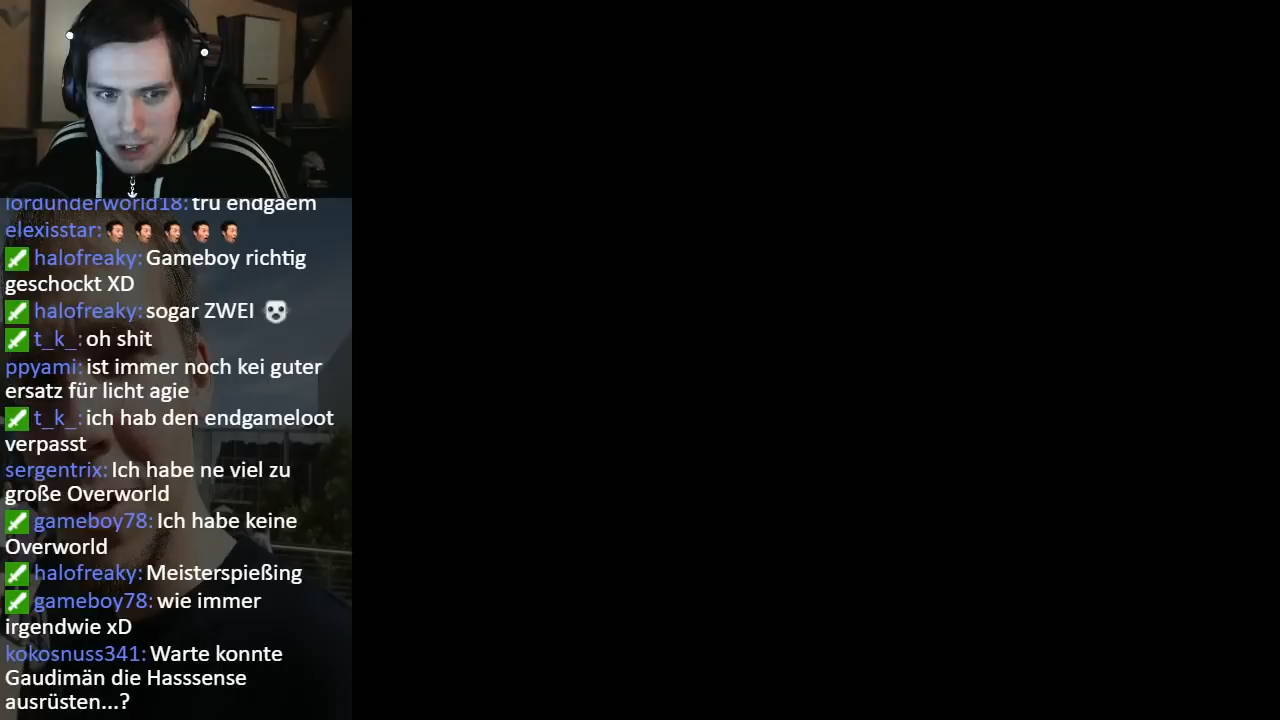 lordunderworld18: tru endgaem
elexisstar:
halofreaky: Gameboy richtig
geschockt XD
halofreaky: sogar ZWEI
t_k_: oh shit
ppyami: ist immer noch kei guter
ersatz für licht agie
t_k_: ich hab den endgameloot
verpasst
sergentrix: Ich habe ne viel zu
große Overworld
gameboy78: Ich habe keine
Overworld
halofreaky: Meisterspießing
gameboy78: wie immer
irgendwie xD
kokosnuss341: Warte konnte
Gaudimän die Hasssense
ausrüsten...?